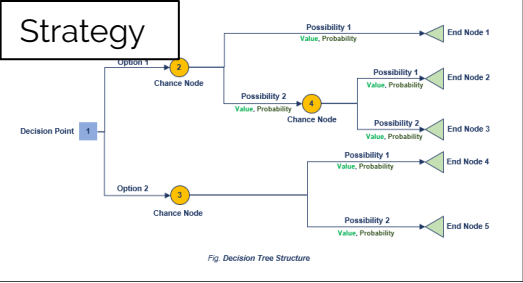 Strategy
Possibility 1
Value, Probability
End Node 1
Option 1
2
Chance Node
Possibility 1
Value, Probability
End Node 2
Possibility 2
Value, Probability
4
Chance Node
Possibility 2
Value, Probability
End Node 3
Decision Point 1
Possibility 1
Value, Probability
End Node 4
Option 2
3
Chance Node
Possibility 2
Value, Probability
End Node 5
Fig. Decision Tree Structure